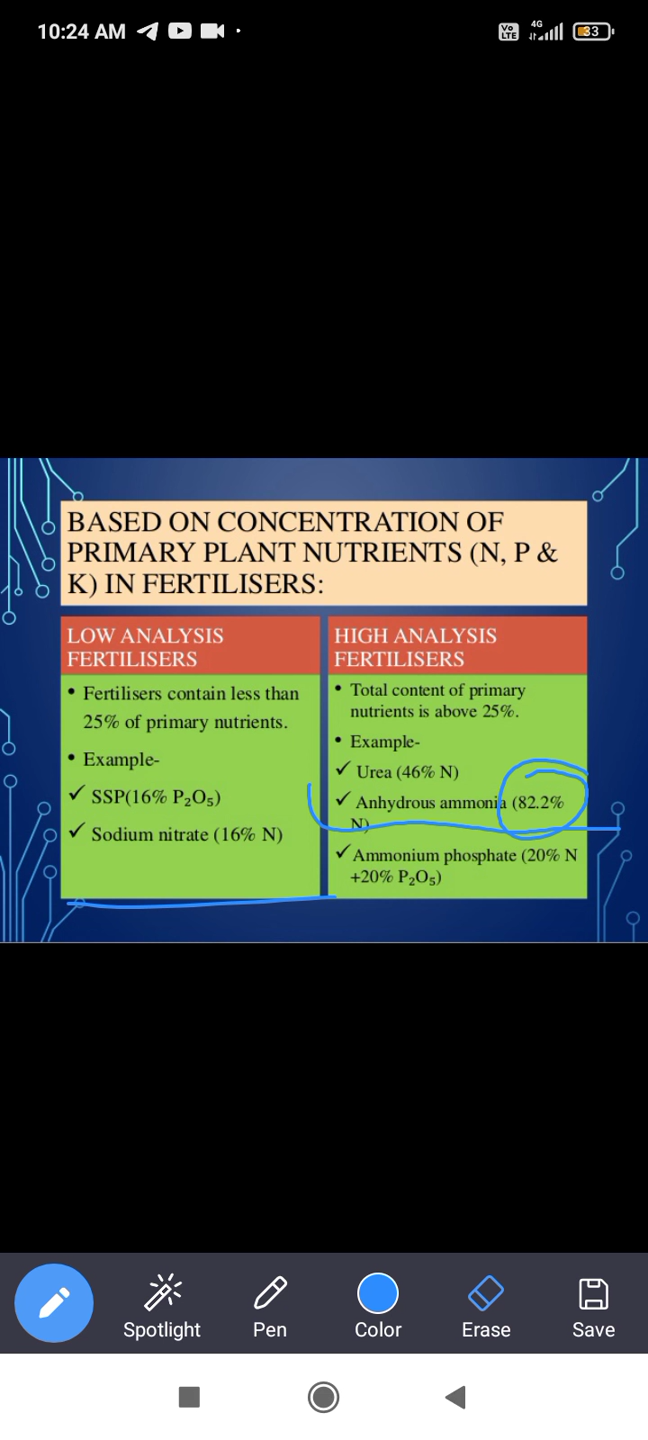 10:24 AM
Vo
LTE
4G
33
BASED ON CONCENTRATION OF
PRIMARY PLANT NUTRIENTS (N, P &
K) IN FERTILISERS:
LOW ANALYSIS
FERTILISERS
• Fertilisers contain less than
25% of primary nutrients.
• Example-
✓ SSP(16% P₂O₅)
✓ Sodium nitrate (16% N)
HIGH ANALYSIS
FERTILISERS
• Total content of primary
nutrients is above 25%.
• Example-
✓ Urea (46% N)
✓ Anhydrous ammonia (82.2%
N)
✓ Ammonium phosphate (20% N
+20% P₂O₅)
Spotlight
Pen
Color
Erase
Save